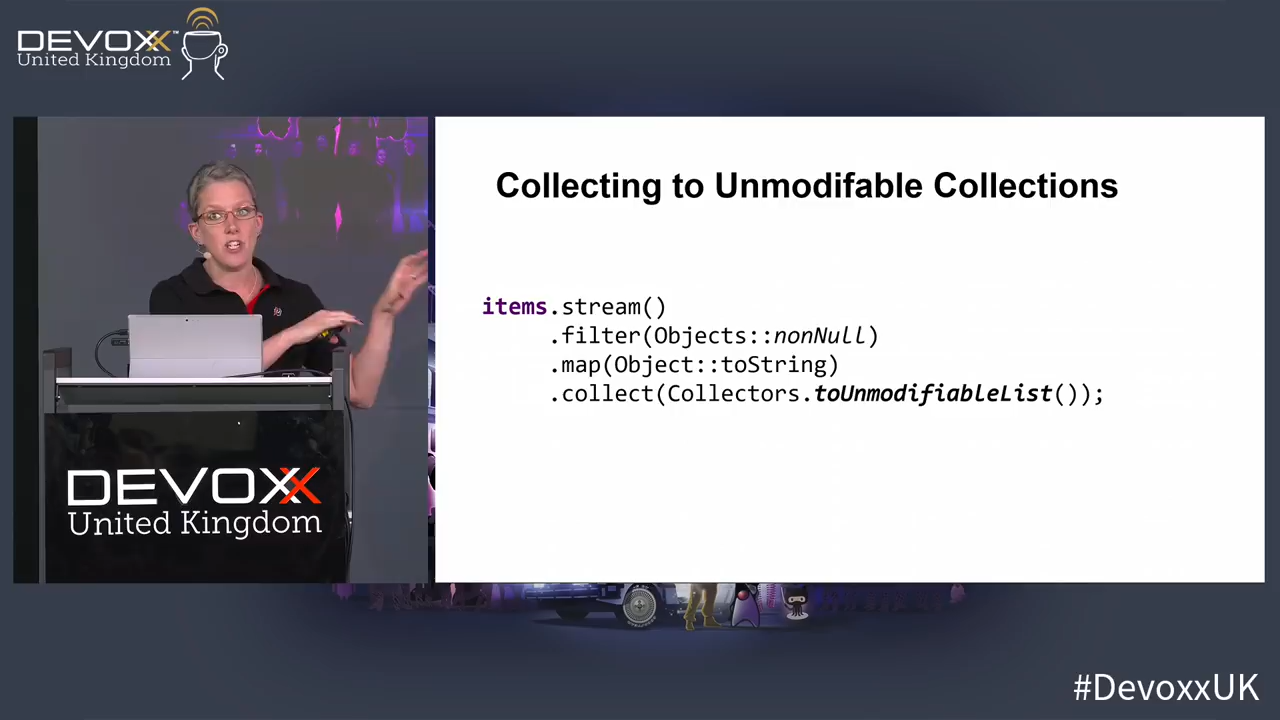 DEVOXX™
United Kingdom
Collecting to Unmodifable Collections
items.stream()
.filter(Objects::nonNull)
.map(Object::toString)
.collect(Collectors.toUnmodifiableList());
DEVOXX
United Kingdom
#DevoxxUK